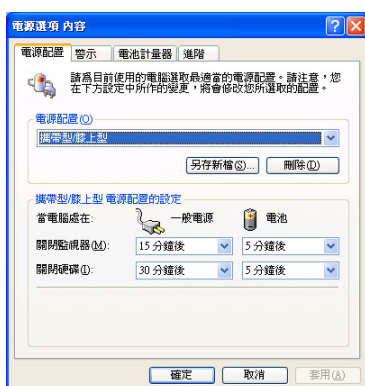 電源選項 內容
電源配置 警示 電池計量器 進階
請為目前使用的電腦選取最適當的電源配置。請注意，您
在下方設定中所作的變更，將會修改您所選取的配置。
電源配置(O)
攜帶型/膝上型
另存新檔(S)... 刪除(D)
攜帶型/膝上型 電源配置的設定
當電腦處在: 一般電源 電池
關閉監視器(M): 15 分鐘後 5 分鐘後
關閉硬碟(I): 30 分鐘後 5 分鐘後
確定 取消 套用(A)